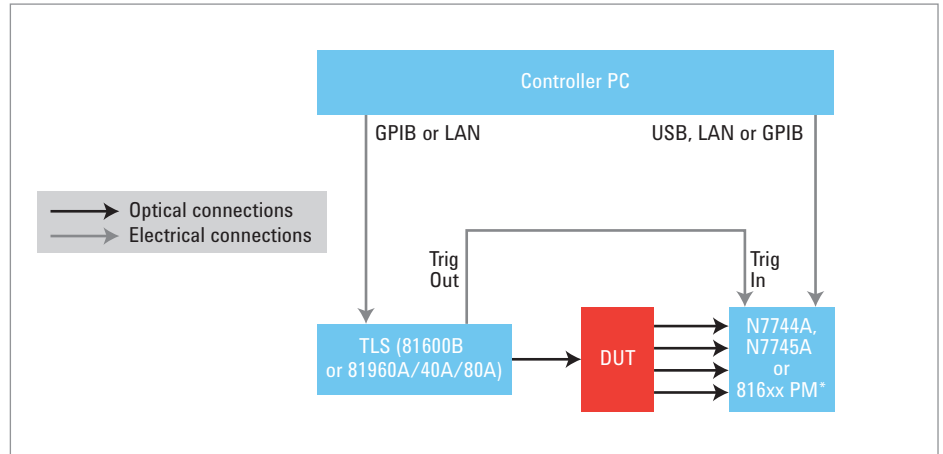 Controller PC
GPIB or LAN
USB, LAN or GPIB
Optical connections
Electrical connections
Trig
Out
Trig
In
TLS (81600B
or 81960A/40A/80A)
DUT
N7744A,
N7745A
or
816xx PM*